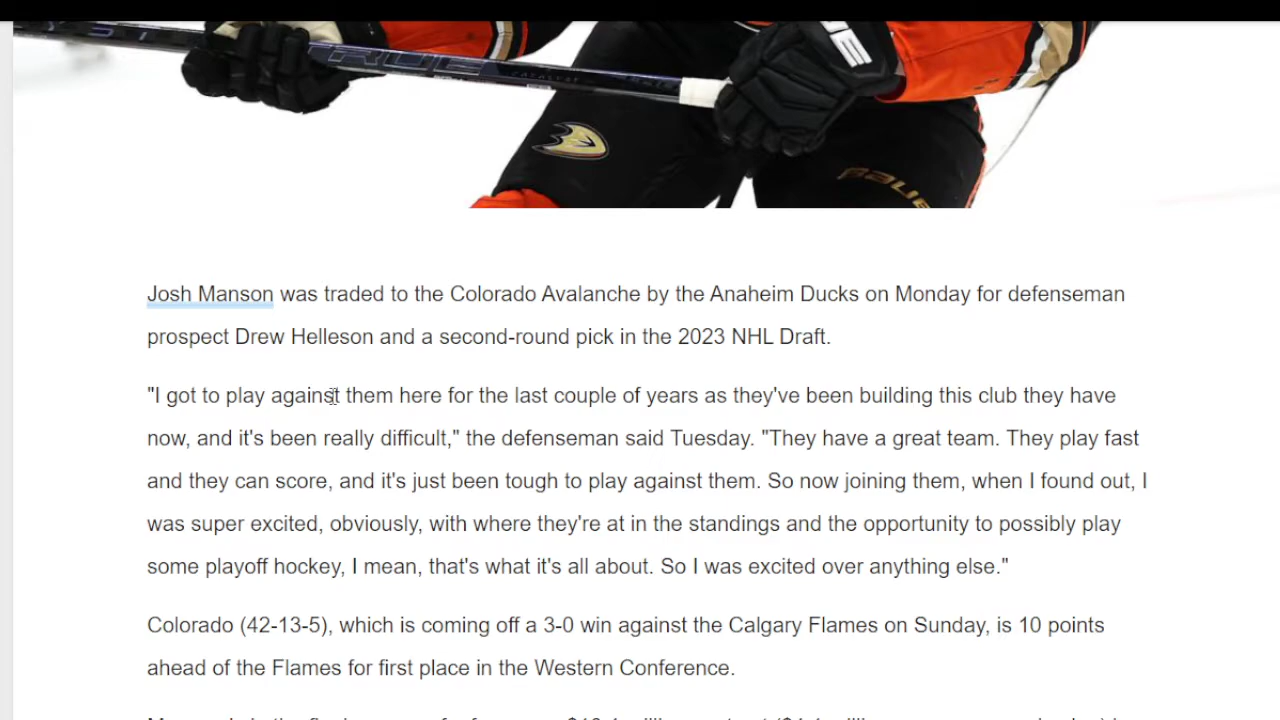 TRUE
CATALYST
BAUER
Josh Manson was traded to the Colorado Avalanche by the Anaheim Ducks on Monday for defenseman
prospect Drew Helleson and a second-round pick in the 2023 NHL Draft.
"I got to play against them here for the last couple of years as they've been building this club they have
now, and it's been really difficult," the defenseman said Tuesday. "They have a great team. They play fast
and they can score, and it's just been tough to play against them. So now joining them, when I found out, I
was super excited, obviously, with where they're at in the standings and the opportunity to possibly play
some playoff hockey, I mean, that's what it's all about. So I was excited over anything else."
Colorado (42-13-5), which is coming off a 3-0 win against the Calgary Flames on Sunday, is 10 points
ahead of the Flames for first place in the Western Conference.